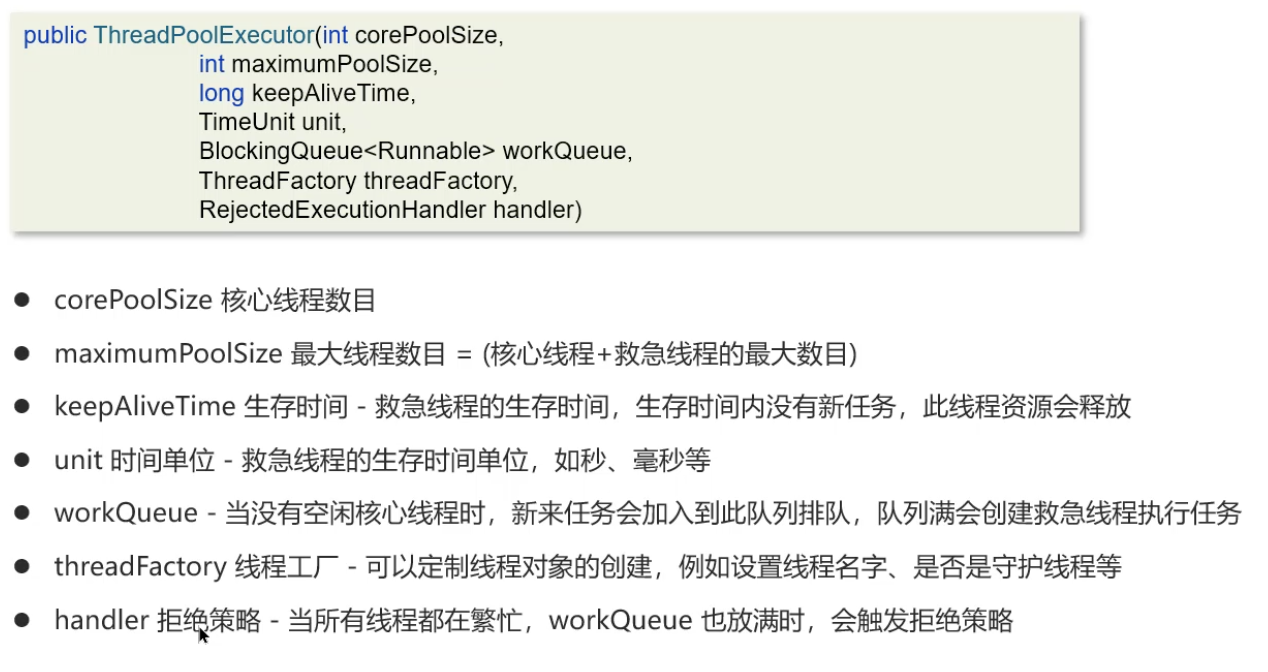 public ThreadPoolExecutor(int corePoolSize,
int maximumPoolSize,
long keepAliveTime,
TimeUnit unit,
BlockingQueue<Runnable> workQueue,
ThreadFactory threadFactory,
RejectedExecutionHandler handler)
● corePoolSize 核心线程数目
● maximumPoolSize 最大线程数目 = (核心线程+救急线程的最大数目)
● keepAliveTime 生存时间 - 救急线程的生存时间，生存时间内没有新任务，此线程资源会释放
● unit 时间单位 - 救急线程的生存时间单位，如秒、毫秒等
● workQueue - 当没有空闲核心线程时，新来任务会加入到此队列排队，队列满会创建救急线程执行任务
● threadFactory 线程工厂 - 可以定制线程对象的创建，例如设置线程名字、是否是守护线程等
● handler 拒绝策略 - 当所有线程都在繁忙，workQueue 也放满时，会触发拒绝策略